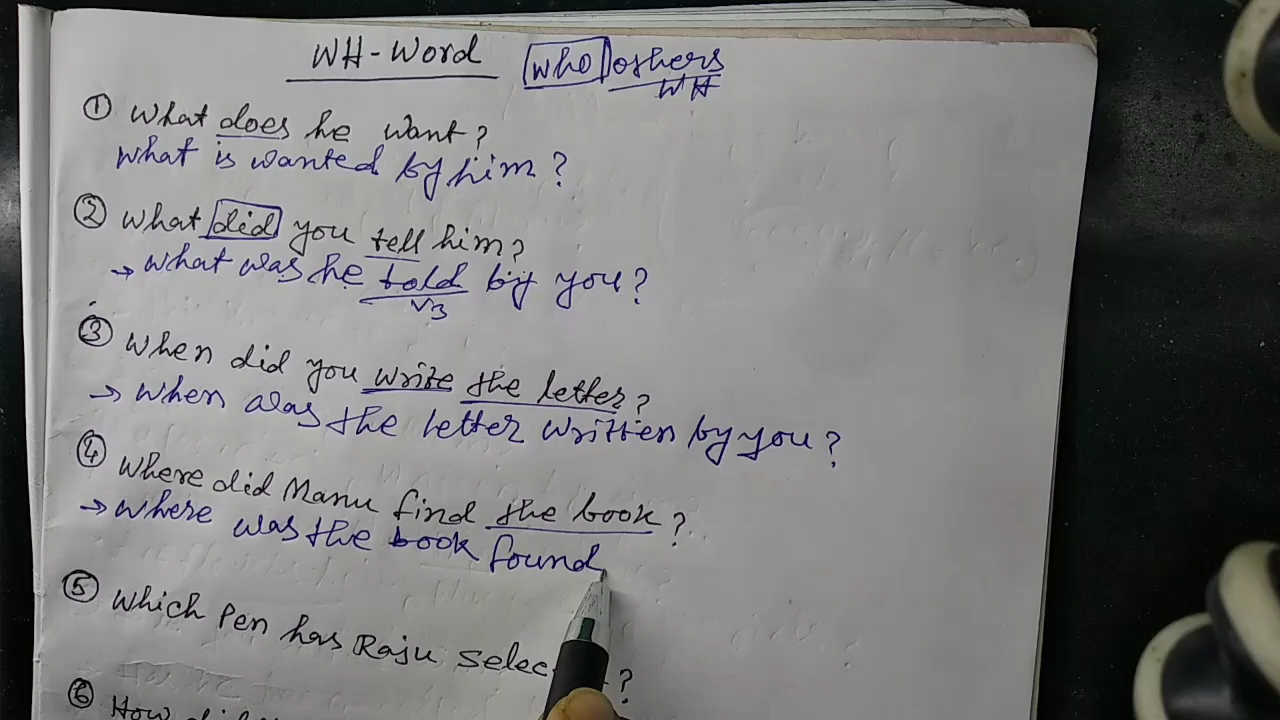 WH-Word who others
WH
① What does he want?
What is wanted by him?
② What did you tell him?
→ What was he told by you?
V3
③ When did you write the letter?
→ When was the letter written by you?
④ Where did Manu find the book?
→ Where was the book found
⑤ Which Pen has Raju ?
⑥ How